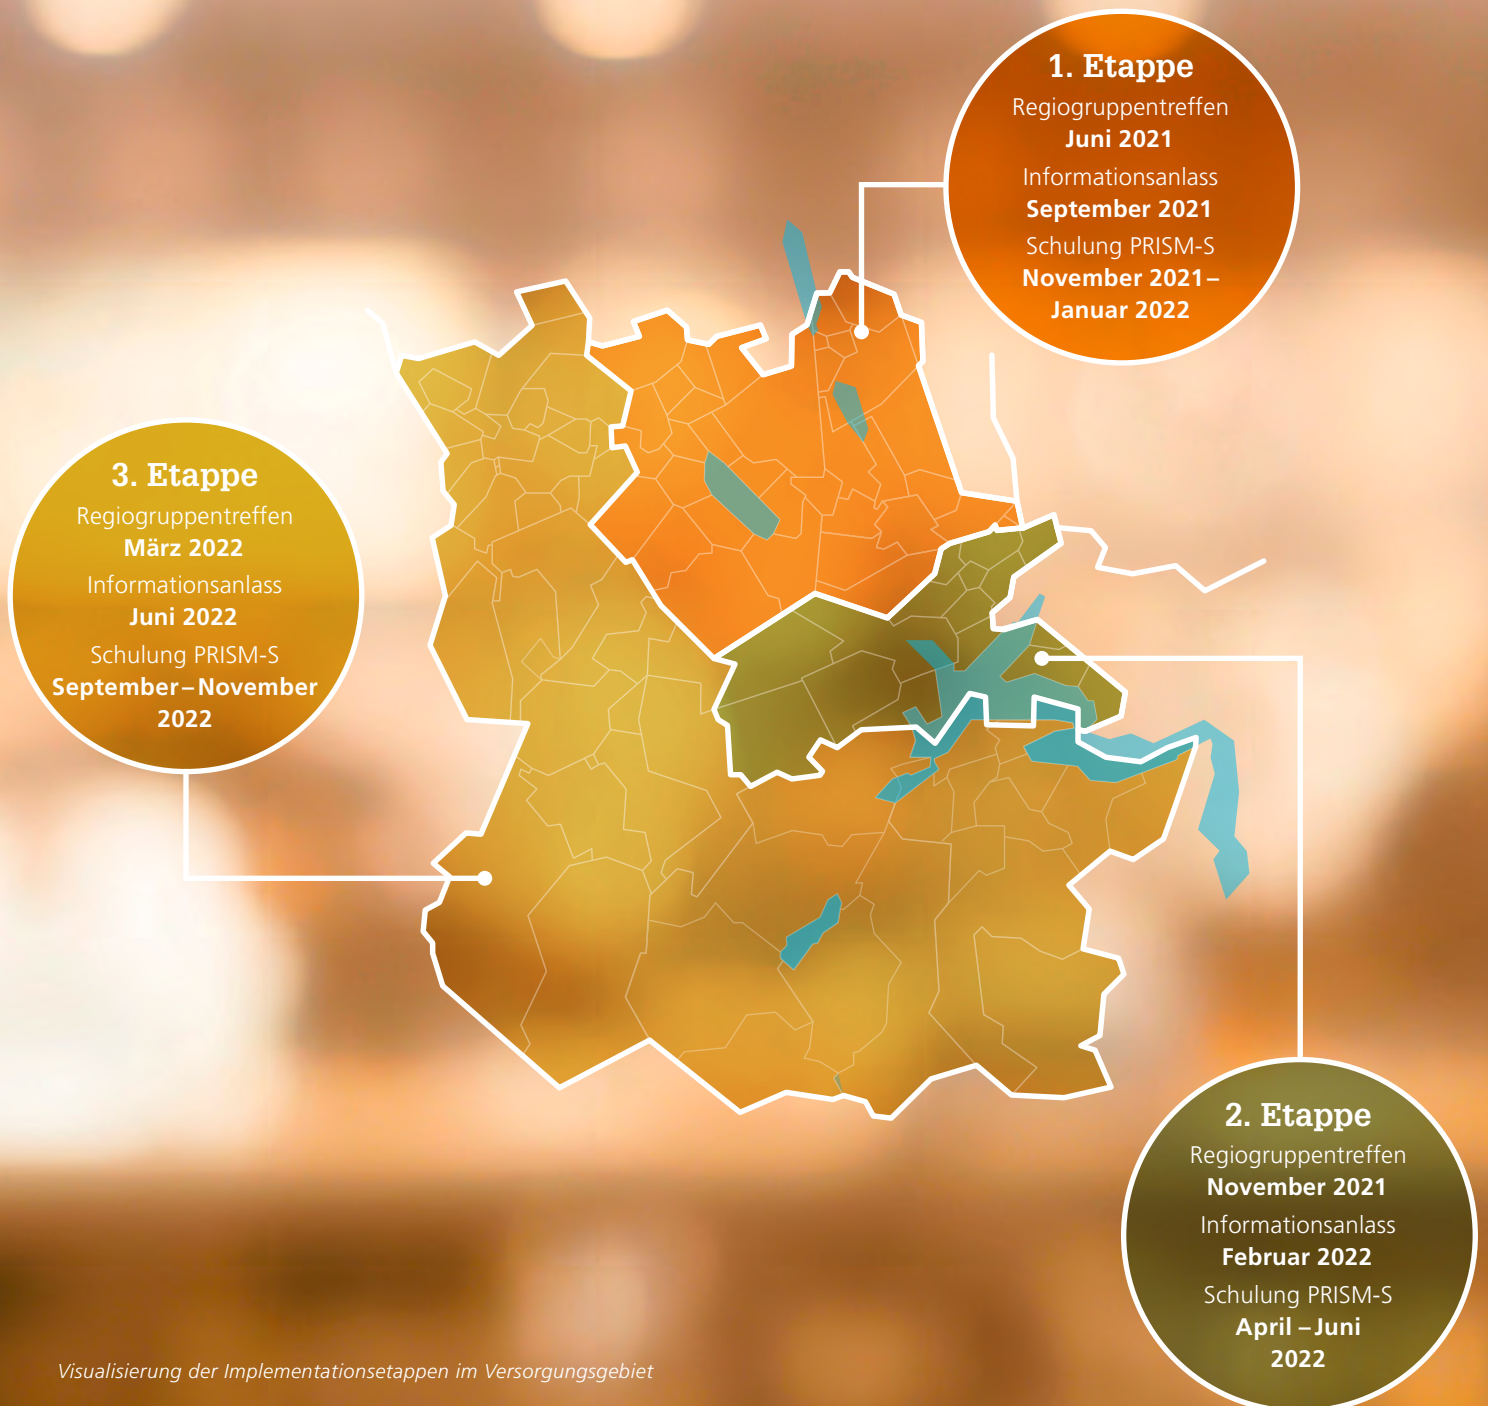 1. Etappe
Regiogruppentreffen
Juni 2021
Informationsanlass
September 2021
Schulung PRISM-S
November 2021–
Januar 2022
3. Etappe
Regiogruppentreffen
März 2022
Informationsanlass
Juni 2022
Schulung PRISM-S
September–November
2022
2. Etappe
Regiogruppentreffen
November 2021
Informationsanlass
Februar 2022
Schulung PRISM-S
April – Juni
2022
Visualisierung der Implementationsetappen im Versorgungsgebiet